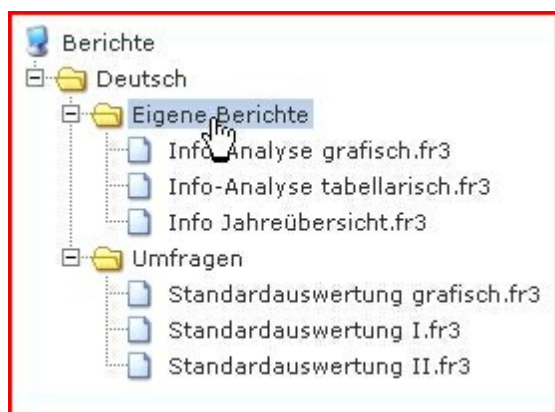 Berichte
Deutsch
Eigene Berichte
Info-Analyse grafisch.fr3
Info-Analyse tabellarisch.fr3
Info Jahreübersicht.fr3
Umfragen
Standardauswertung grafisch.fr3
Standardauswertung I.fr3
Standardauswertung II.fr3